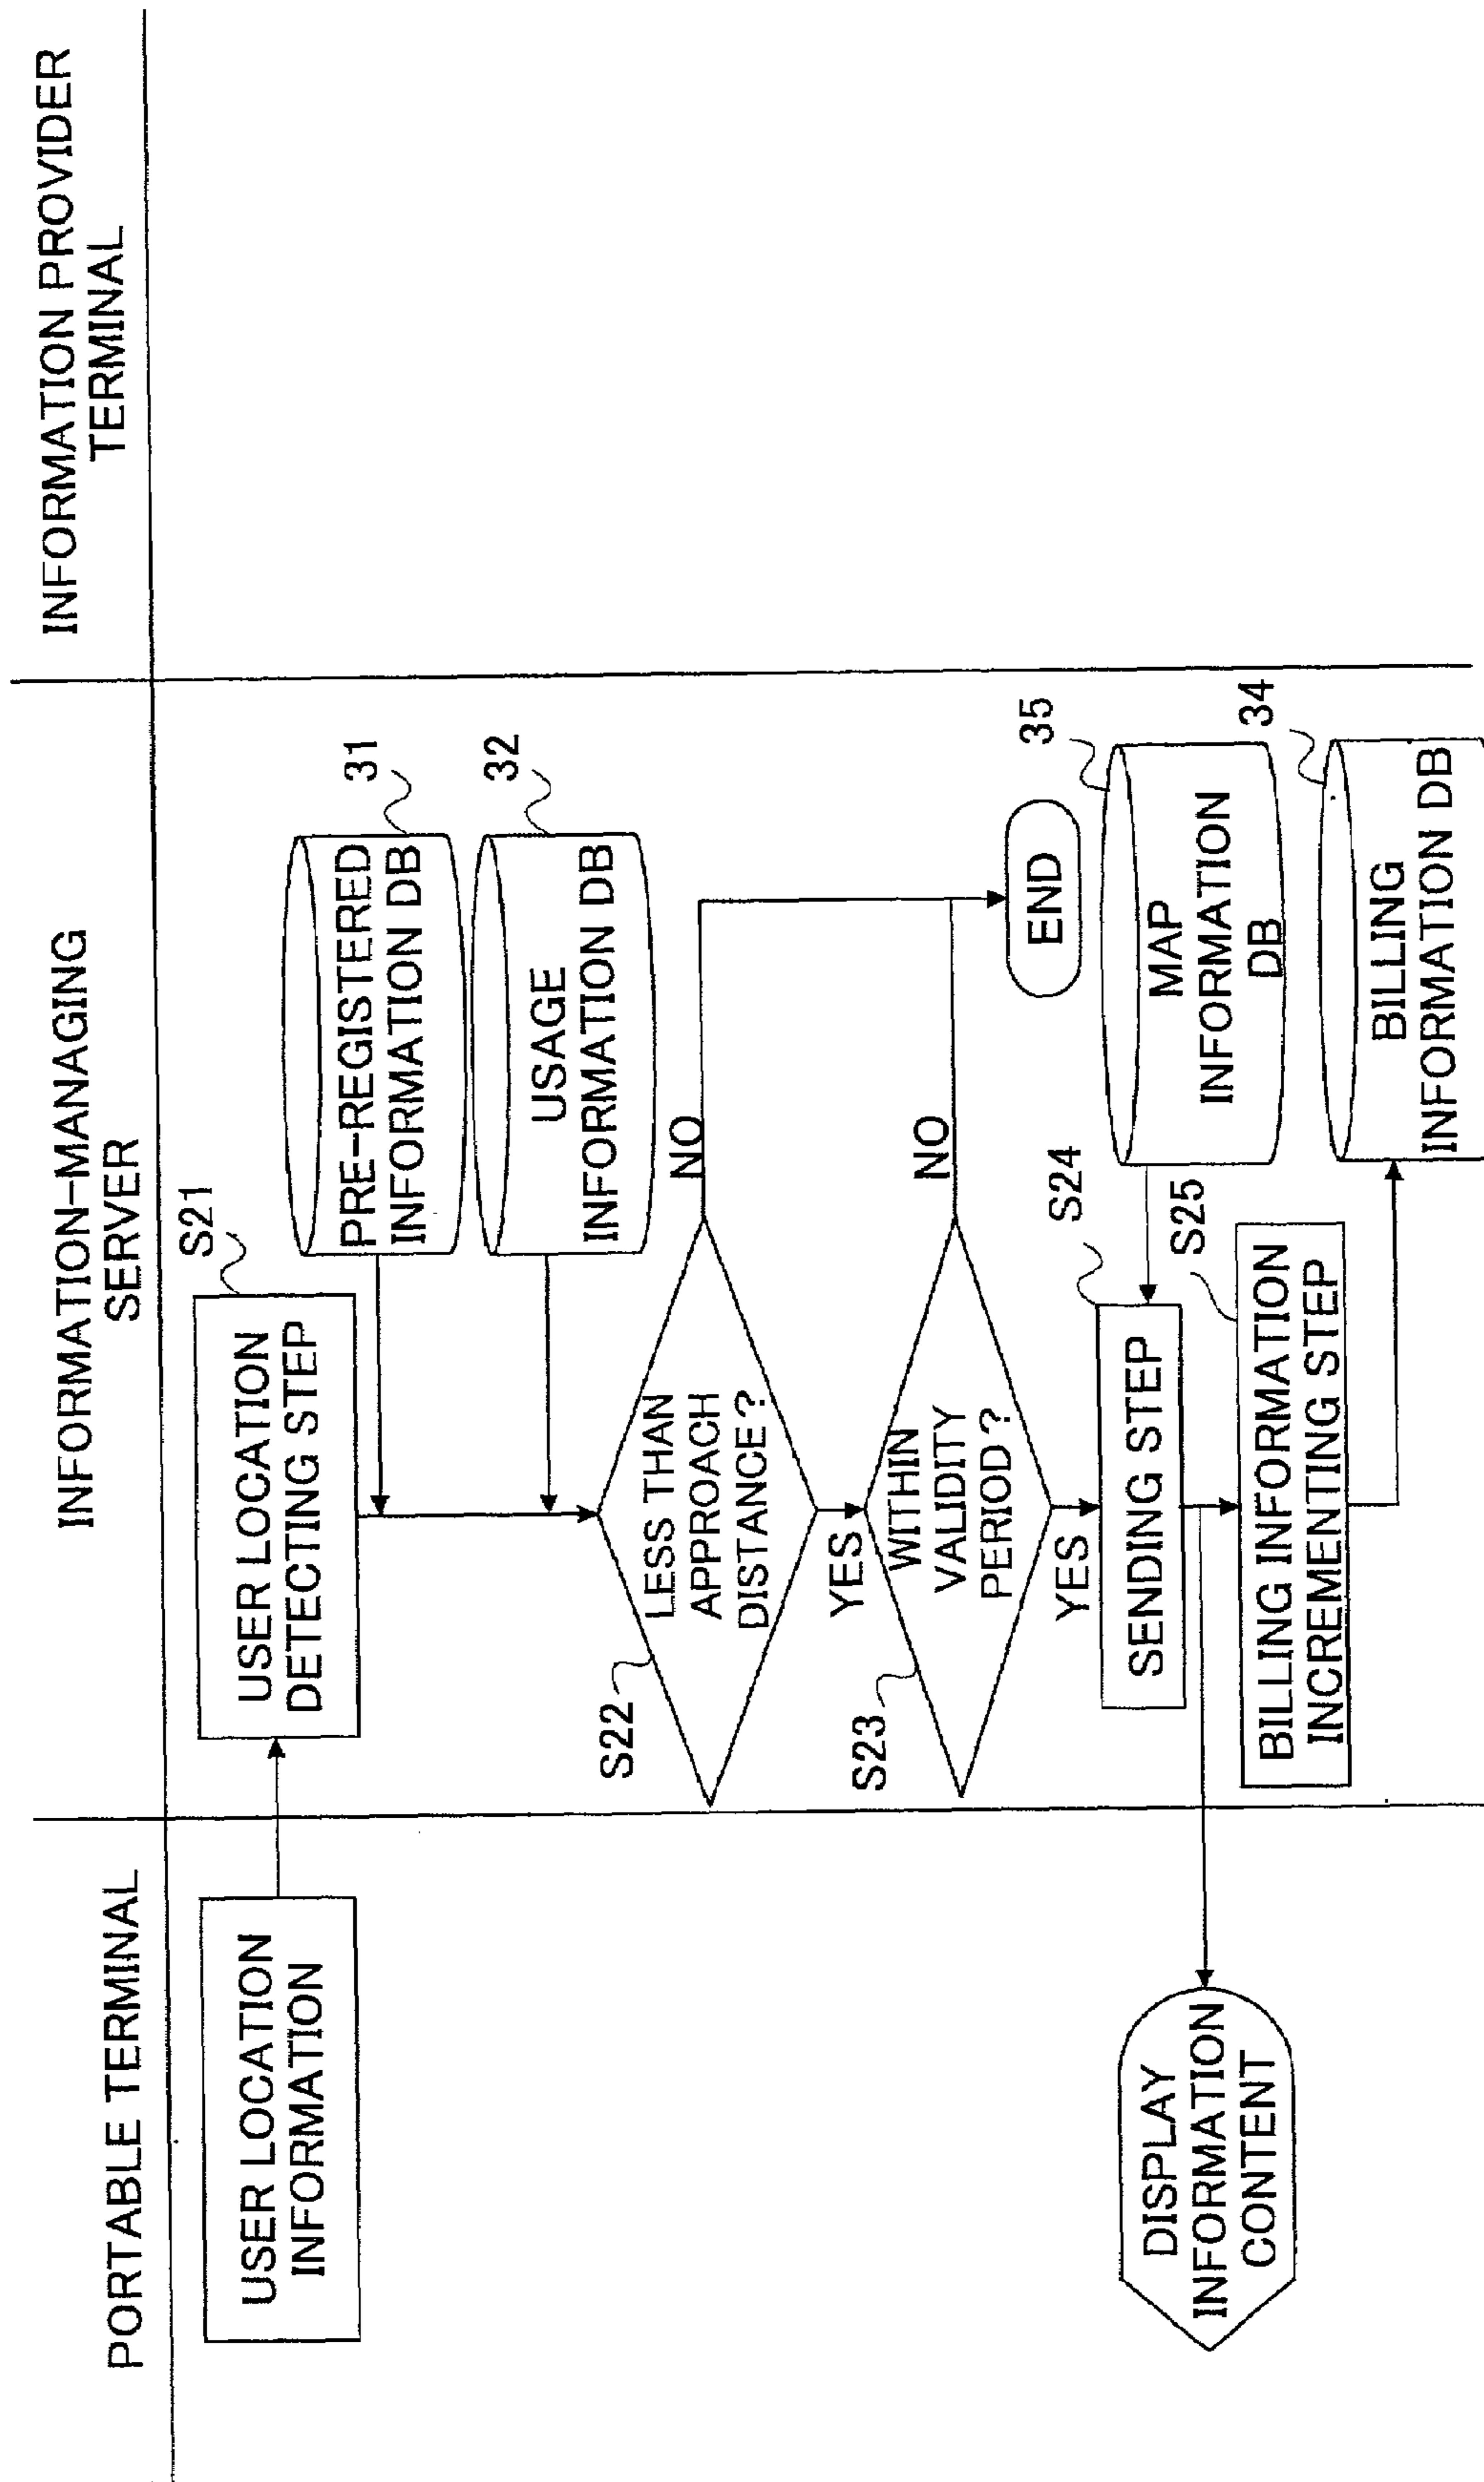 PORTABLE TERMINAL
INFORMATION-MANAGING
SERVER
INFORMATION PROVIDER
TERMINAL
USER LOCATION
INFORMATION
USER LOCATION
DETECTING STEP
S21
PRE-REGISTERED
INFORMATION DB
31
USAGE
INFORMATION DB
32
S22
LESS THAN
APPROACH
DISTANCE?
NO
YES
S23
WITHIN
VALIDITY
PERIOD?
NO
YES
END
SENDING STEP
S24
MAP
INFORMATION
DB
35
DISPLAY
INFORMATION
CONTENT
BILLING INFORMATION
INCREMENTING STEP
S25
BILLING
INFORMATION DB
34